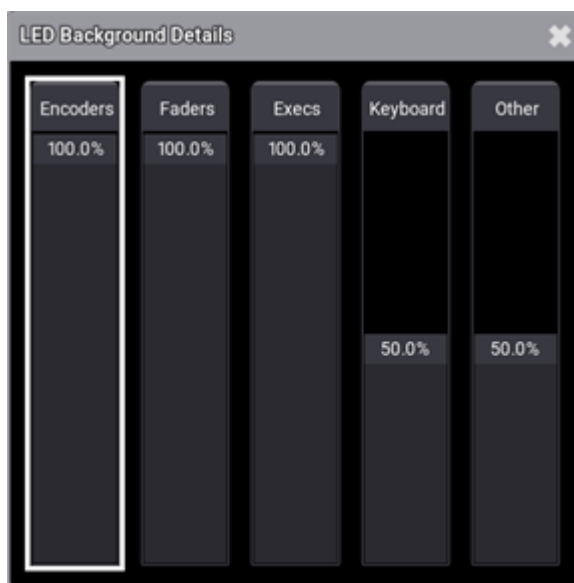 LED Background Details
Encoders Faders Execs Keyboard Other
100.0% 100.0% 100.0%
50.0% 50.0%